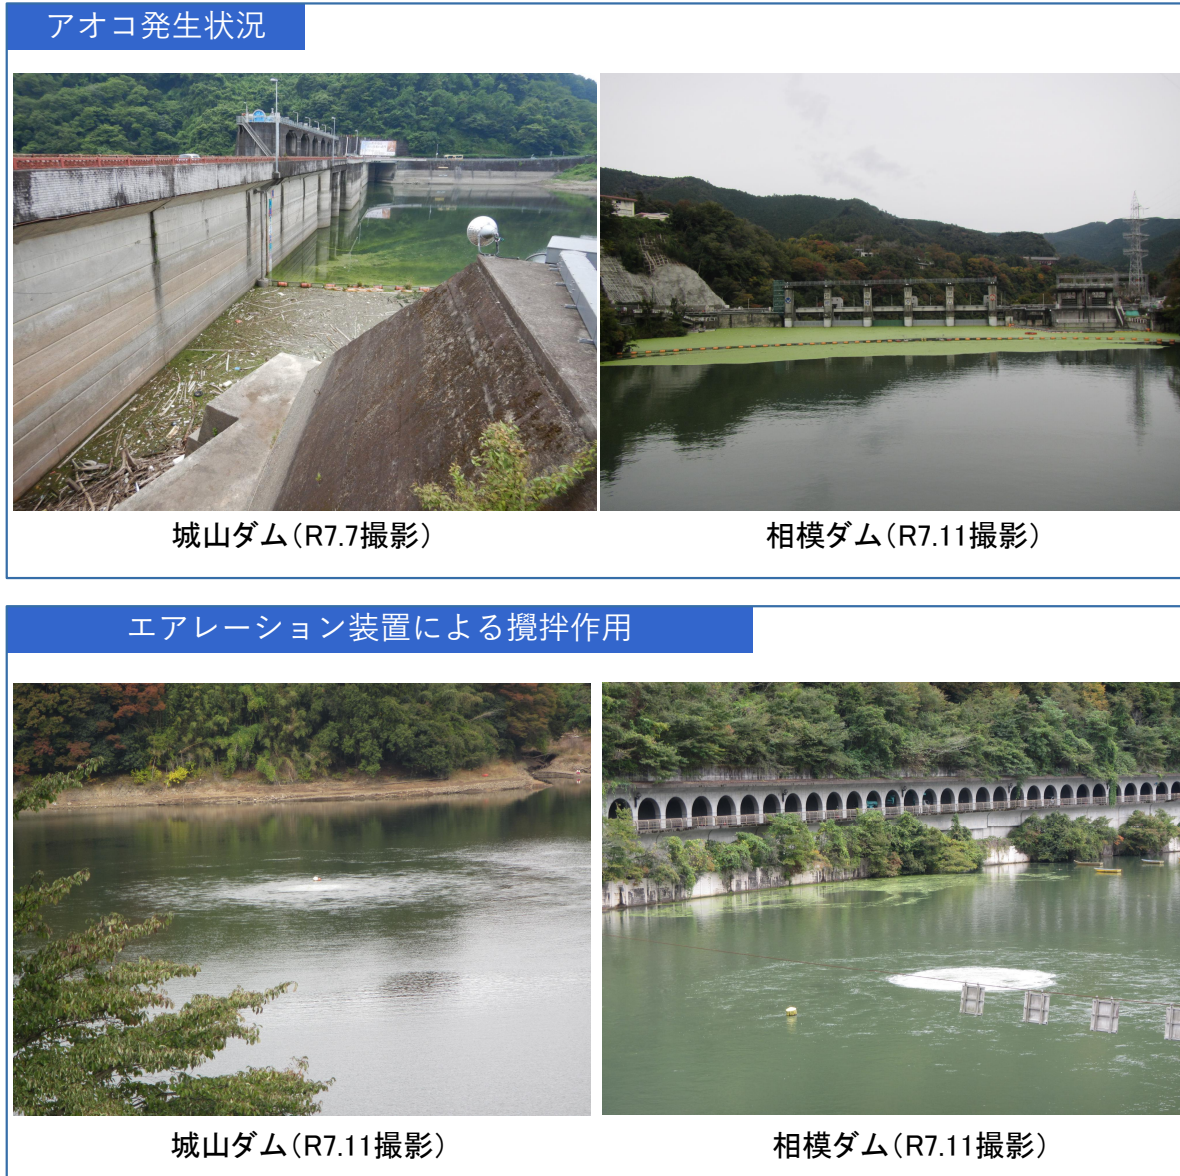 アオコ発生状況
城山ダム（R7.7撮影）
相模ダム（R7.11撮影）
エアレーション装置による攪拌作用
城山ダム（R7.11撮影）
相模ダム（R7.11撮影）